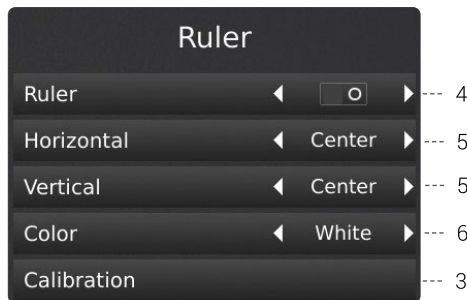 Ruler
Ruler --- 4
Horizontal Center --- 5
Vertical Center --- 5
Color White --- 6
Calibration --- 3